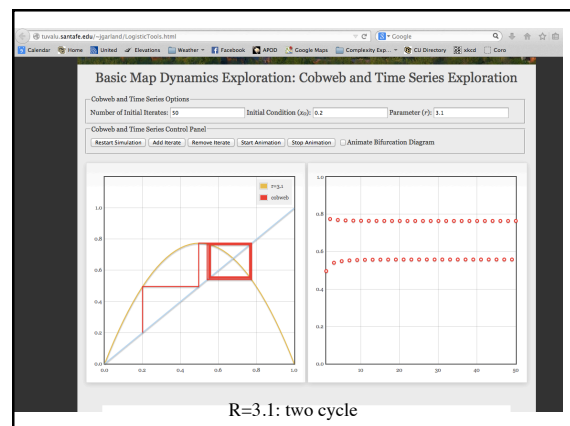 tuvalu.santafe.edu/~jgarland/LogisticTools.html
Google
Calendar Home United Elevations Weather Facebook APOD Google Maps Complexity Exp... CU Directory xkcd Coro
Basic Map Dynamics Exploration: Cobweb and Time Series Exploration
Cobweb and Time Series Options
Number of Initial Iterates: 50 Initial Condition (x₀): 0.2 Parameter (r): 3.1
Cobweb and Time Series Control Panel
Restart Simulation Add Iterate Remove Iterate Start Animation Stop Animation Animate Bifurcation Diagram
r=3.1
cobweb
1.0
0.8
0.6
0.4
0.2
0.0
0.0 0.2 0.4 0.6 0.8 1.0
1.0
0.8
0.6
0.4
0.2
0.0
10 20 30 40 50
R=3.1: two cycle